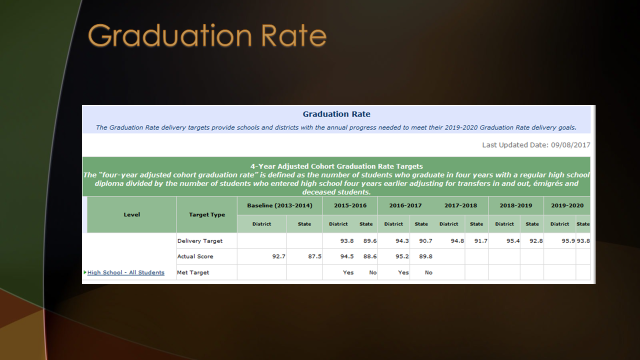 Graduation Rate
Graduation Rate
The Graduation Rate delivery targets provide schools and districts with the annual progress needed to meet their 2019-2020 Graduation Rate delivery goals.
Last Updated Date: 09/08/2017
4-Year Adjusted Cohort Graduation Rate Targets
The "four-year adjusted cohort graduation rate" is defined as the number of students who graduate in four years with a regular high school
diploma divided by the number of students who entered high school four years earlier adjusting for transfers in and out, émigrés and
deceased students.
Level Target Type Baseline (2013-2014) 2015-2016 2016-2017 2017-2018 2018-2019 2019-2020
District State District State District State District State District State District State
Delivery Target 93.8 89.6 94.3 90.7 94.8 91.7 95.4 92.8 95.9 93.8
Actual Score 92.7 87.5 94.5 88.6 95.2 89.8
High School - All Students Met Target Yes No Yes No